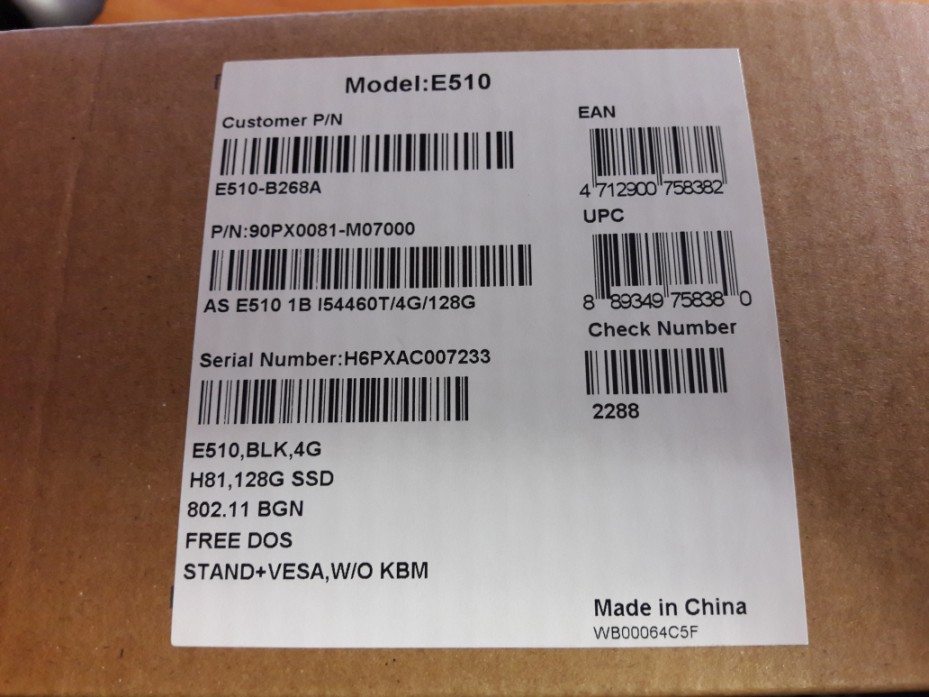 Model:E510
Customer P/N
E510-B268A
P/N:90PX0081-M07000
AS E510 1B I54460T/4G/128G
Serial Number:H6PXAC007233
E510,BLK,4G
H81,128G SSD
802.11 BGN
FREE DOS
STAND+VESA,W/O KBM
EAN
4 712900 758382
UPC
8 89349 75838 0
Check Number
2288
Made in China
WB00064C5F